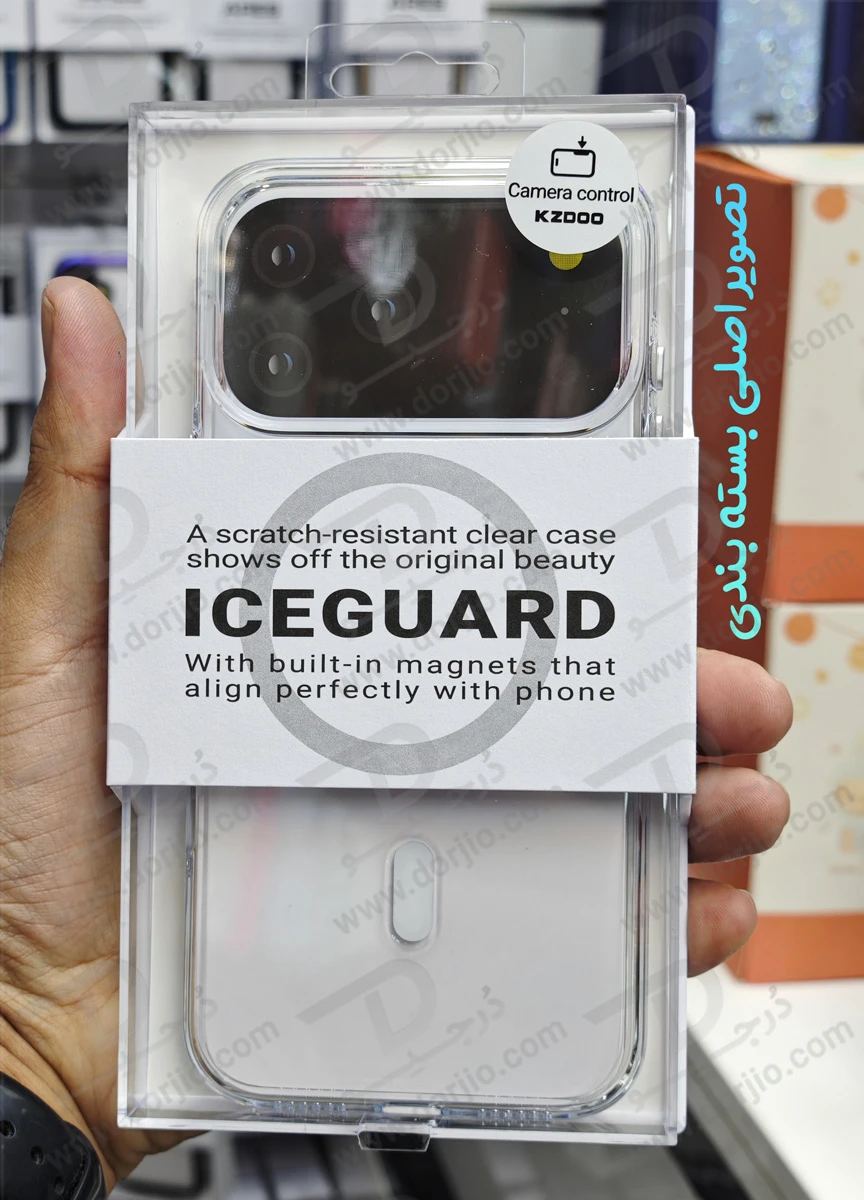 Camera control
KZDOO
تصویر اصلی بسته بندی
A scratch-resistant clear case
shows off the original beauty
ICEGUARD
With built-in magnets that
align perfectly with phone
www.dorjio.com
دُرجیو